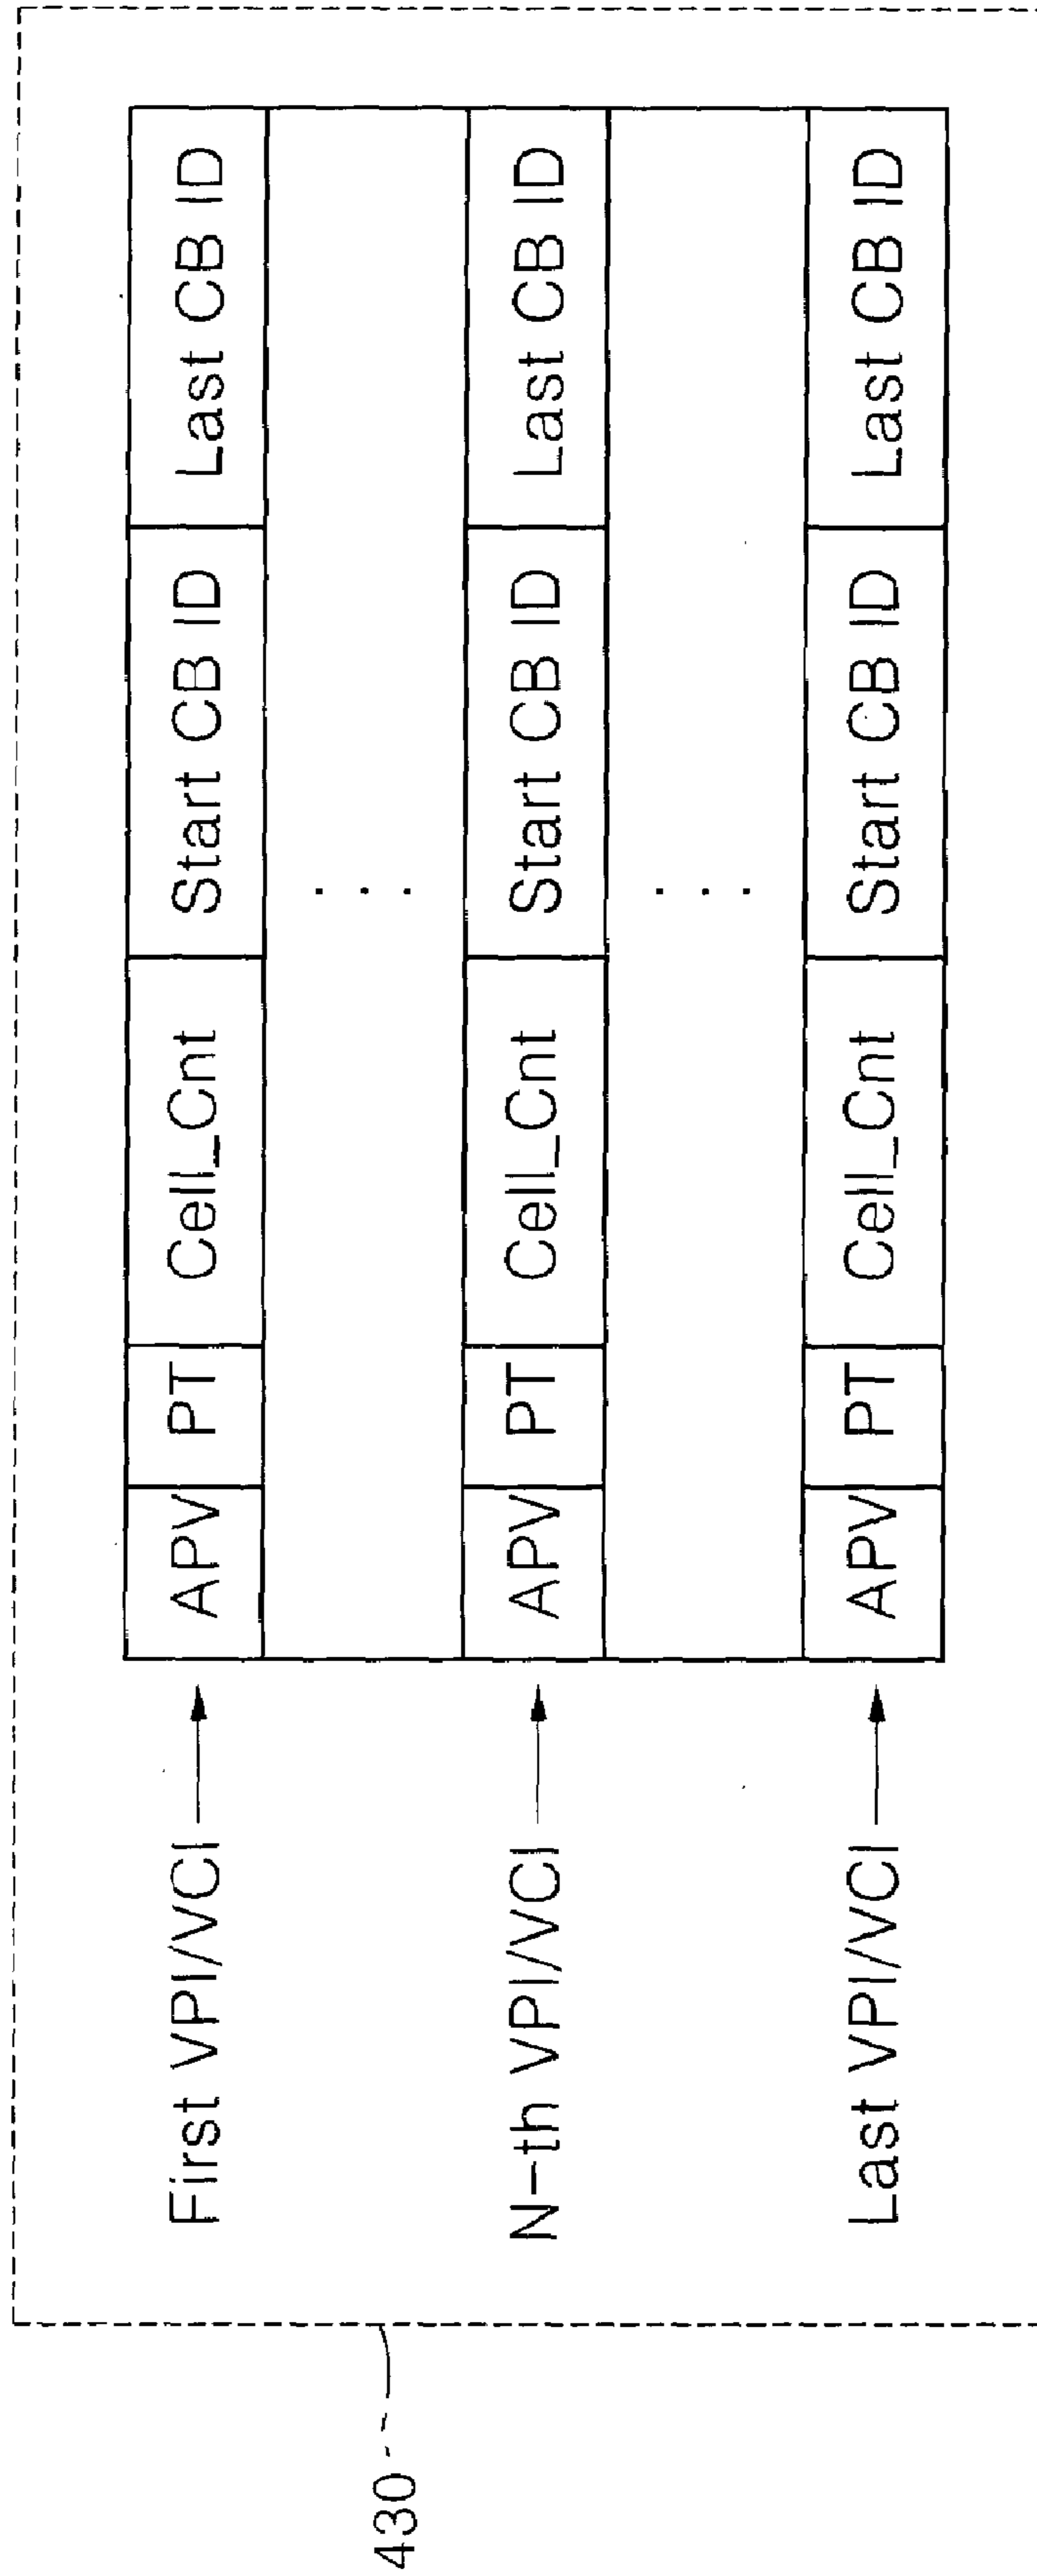 First VPI/VCI APV PT Cell_Cnt Start CB ID Last CB ID
. . .
N-th VPI/VCI APV PT Cell_Cnt Start CB ID Last CB ID
. . .
Last VPI/VCI APV PT Cell_Cnt Start CB ID Last CB ID
430